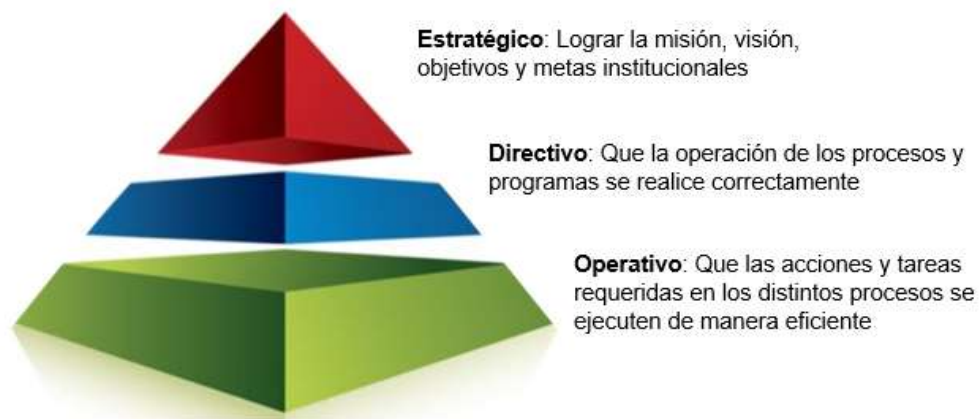 Estratégico: Lograr la misión, visión,
objetivos y metas institucionales
Directivo: Que la operación de los procesos y
programas se realice correctamente
Operativo: Que las acciones y tareas
requeridas en los distintos procesos se
ejecuten de manera eficiente